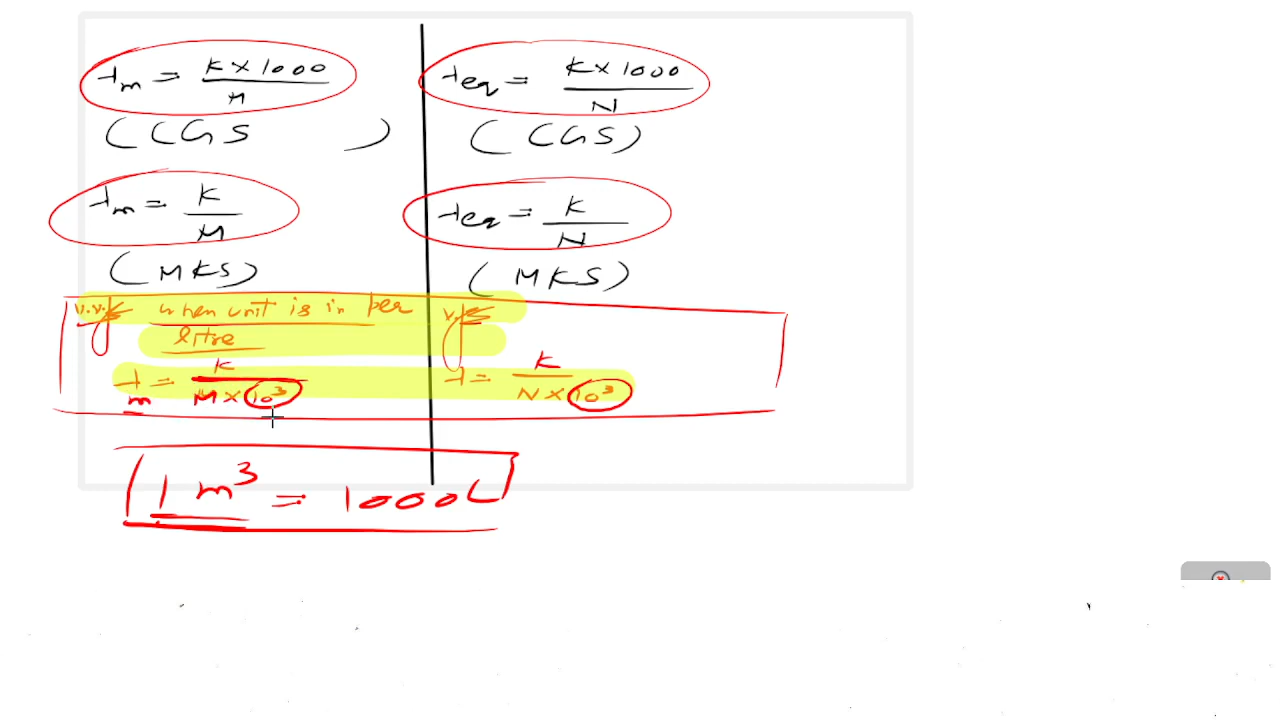 λm = K × 1000 / M
(CGS)
λm = K / M
(MKS)
λeq = K × 1000 / N
(CGS)
λeq = K / N
(MKS)
v.v. when unit is in per
litre
λm = K / M × 10³
λ = K / N × 10³
1 m³ = 1000L